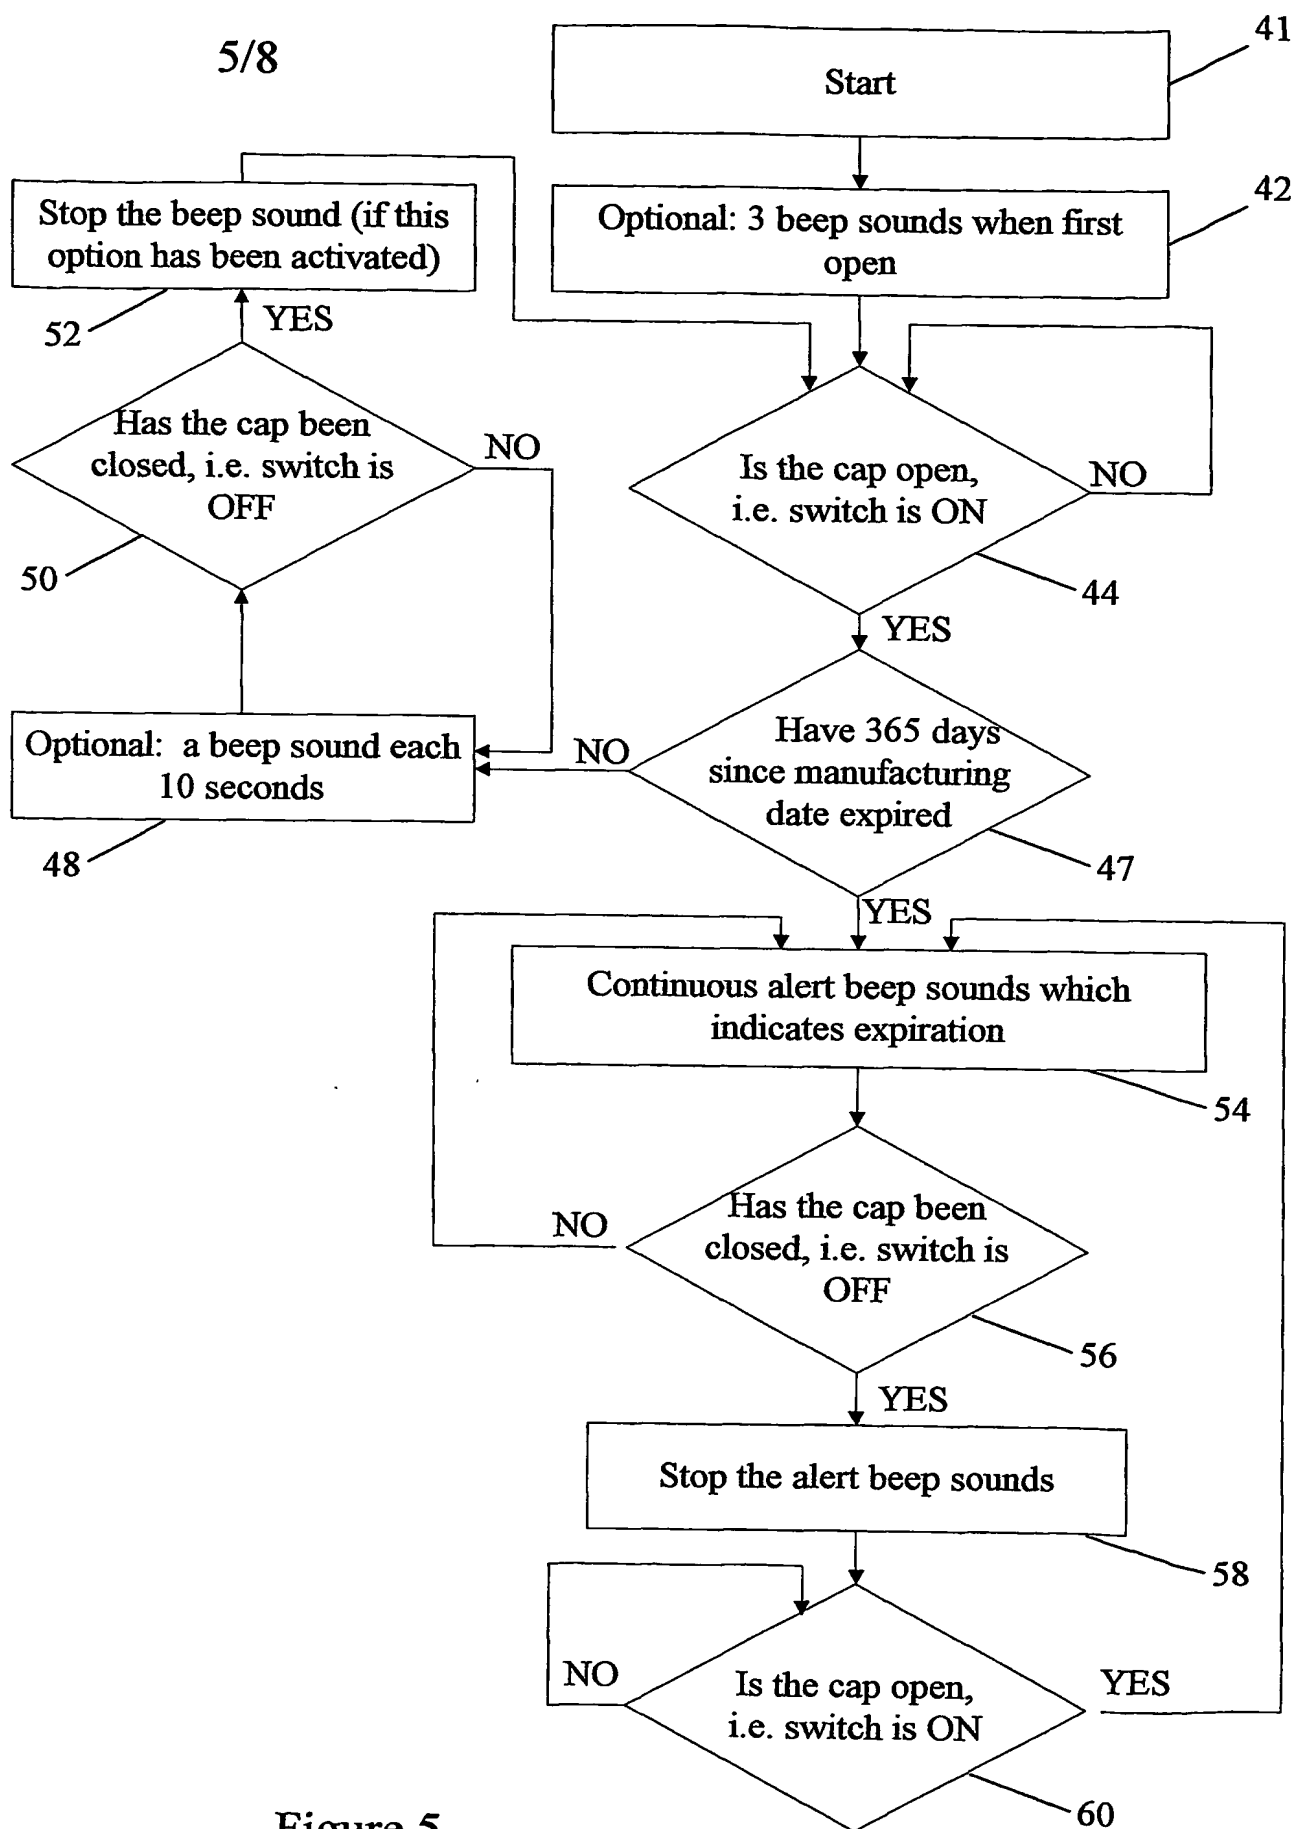 5/8
Start
41
Optional: 3 beep sounds when first
open
42
Stop the beep sound (if this
option has been activated)
52
YES
Has the cap been
closed, i.e. switch is
OFF
NO
50
Is the cap open,
i.e. switch is ON
NO
44
YES
Have 365 days
since manufacturing
date expired
NO
47
Optional: a beep sound each
10 seconds
48
YES
Continuous alert beep sounds which
indicates expiration
54
Has the cap been
closed, i.e. switch is
OFF
NO
56
YES
Stop the alert beep sounds
58
Is the cap open,
i.e. switch is ON
NO
YES
60
Figure 5